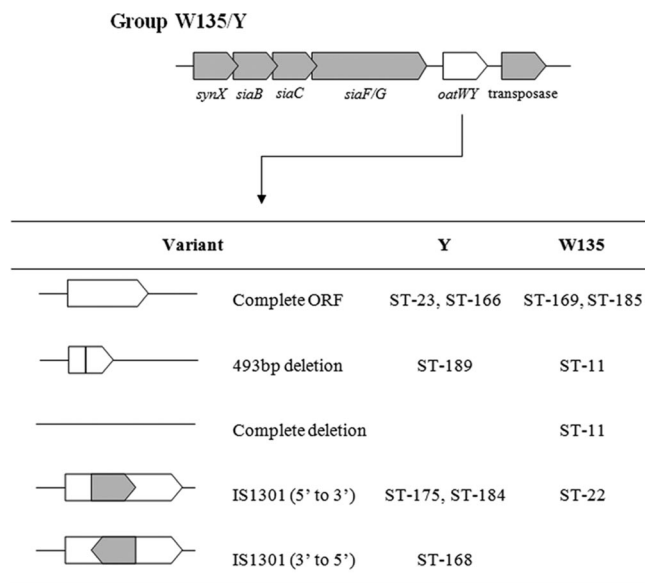 Group W135/Y
synX siaB siaC siaF/G oatWY transposase
Variant Y W135
Complete ORF ST-23, ST-166 ST-169, ST-185
493bp deletion ST-189 ST-11
Complete deletion ST-11
IS1301 (5’ to 3’) ST-175, ST-184 ST-22
IS1301 (3’ to 5’) ST-168